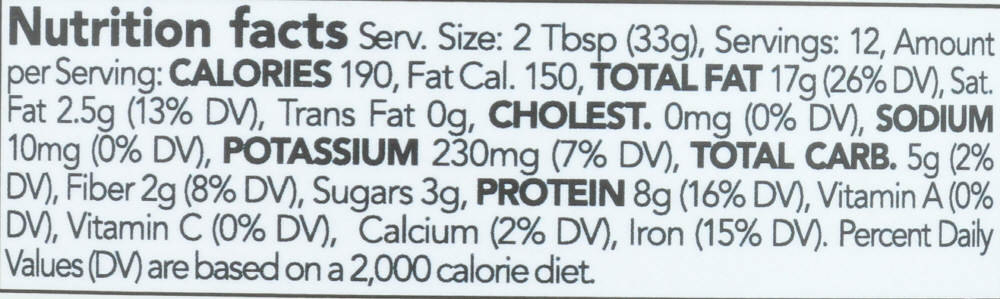 Nutrition facts Serv. Size: 2 Tbsp (33g), Servings: 12, Amount
per Serving: CALORIES 190, Fat Cal. 150, TOTAL FAT 17g (26% DV), Sat.
Fat 2.5g (13% DV), Trans Fat 0g, CHOLEST. 0mg (0% DV), SODIUM
10mg (0% DV), POTASSIUM 230mg (7% DV), TOTAL CARB. 5g (2%
DV), Fiber 2g (8% DV), Sugars 3g, PROTEIN 8g (16% DV), Vitamin A (0%
DV), Vitamin C (0% DV), Calcium (2% DV), Iron (15% DV). Percent Daily
Values (DV) are based on a 2,000 calorie diet.